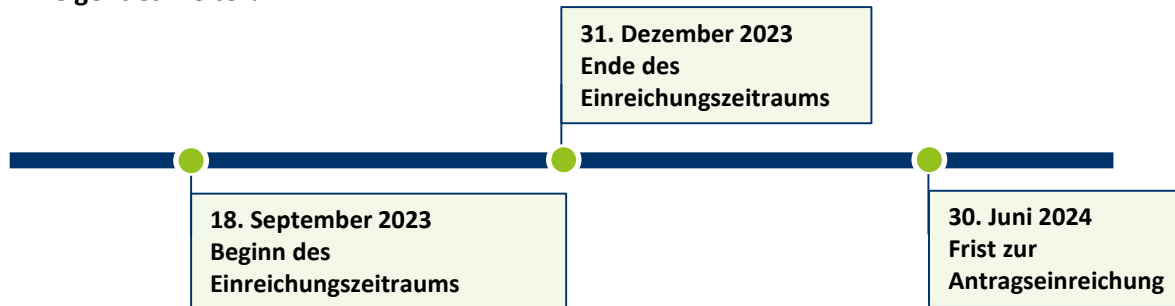 31. Dezember 2023
Ende des
Einreichungszeitraums
18. September 2023
Beginn des
Einreichungszeitraums
30. Juni 2024
Frist zur
Antragseinreichung